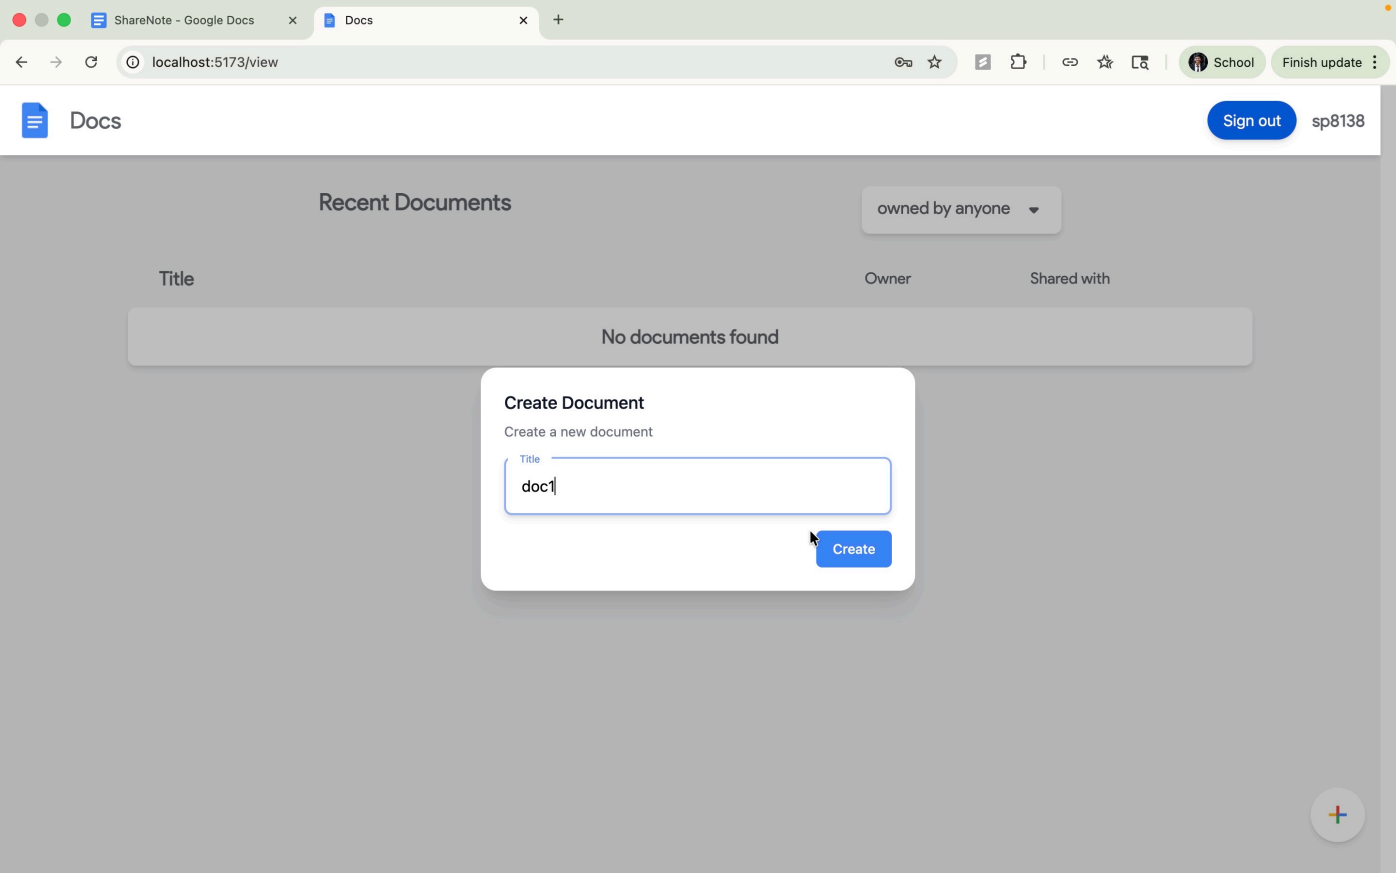 ShareNote - Google Docs
Docs
localhost:5173/view
School
Finish update
Docs
Sign out
sp8138
Recent Documents
owned by anyone
Title
Owner
Shared with
No documents found
Create Document
Create a new document
Title
doc1
Create